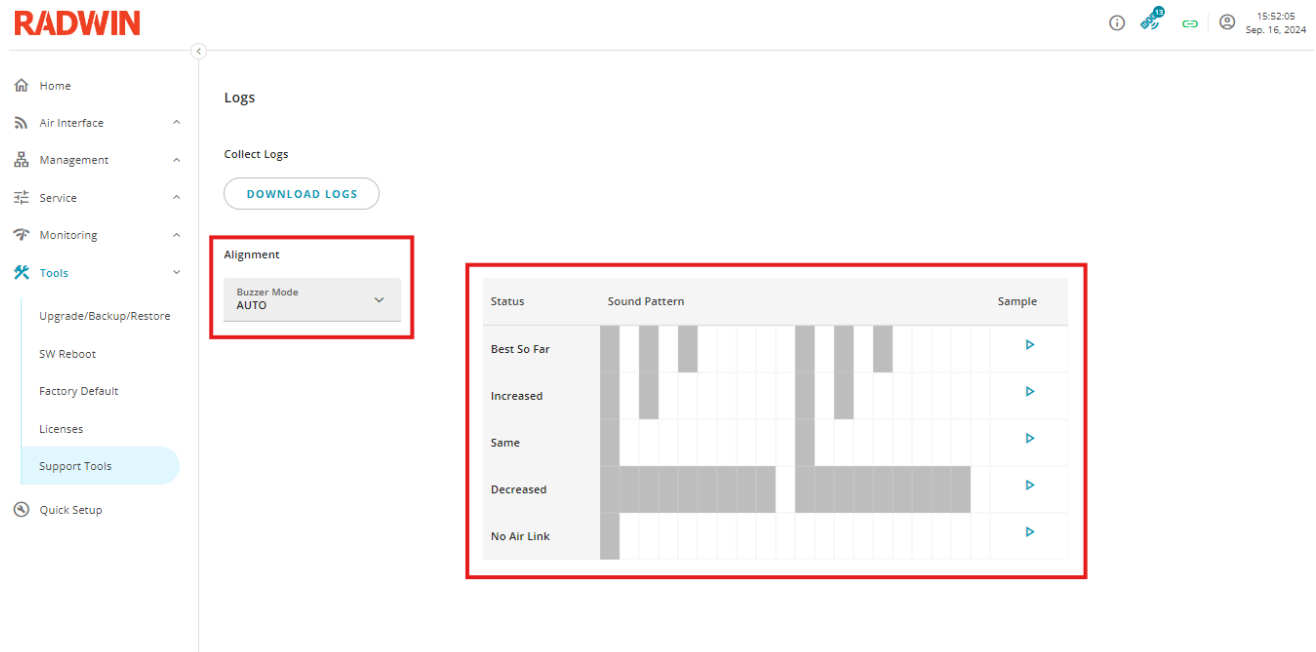 RADWIN
13
15:52:05
Sep. 16, 2024
Home
Air Interface
Management
Service
Monitoring
Tools
Upgrade/Backup/Restore
SW Reboot
Factory Default
Licenses
Support Tools
Quick Setup
Logs
Collect Logs
DOWNLOAD LOGS
Alignment
Buzzer Mode
AUTO
Status Sound Pattern Sample
Best So Far
Increased
Same
Decreased
No Air Link